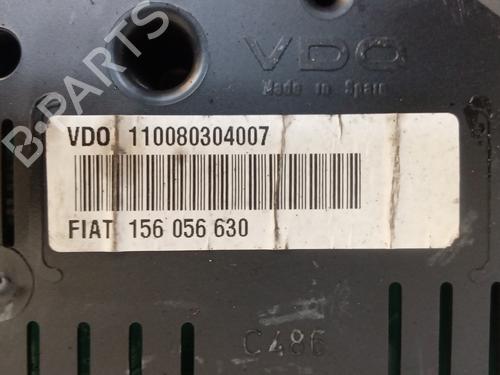 VDO
Made in Spain
B-PARTS
VDO 110080304007
FIAT 156 056 630
C486